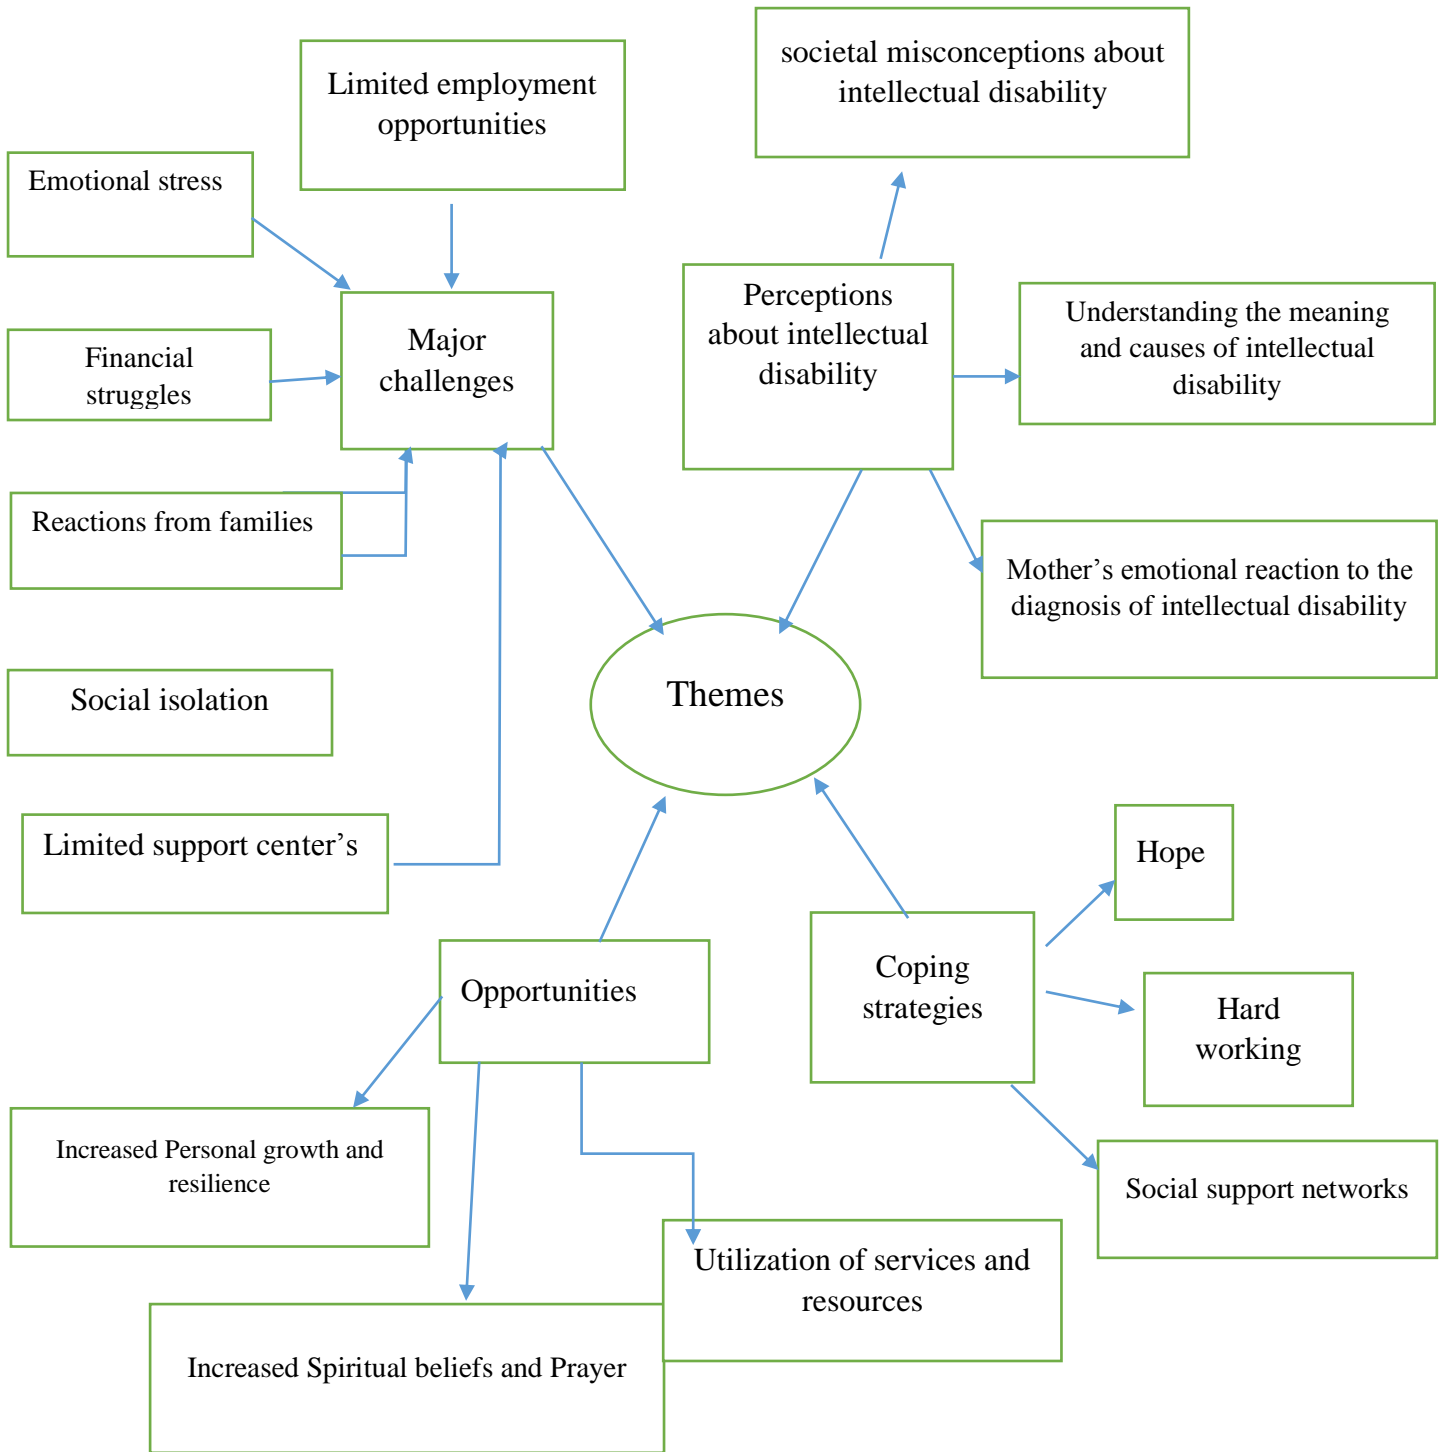 societal misconceptions about
intellectual disability
Limited employment
opportunities
Emotional stress
Perceptions
about intellectual
disability
Understanding the meaning
and causes of intellectual
disability
Major
challenges
Financial
struggles
Reactions from families
Mother’s emotional reaction to the
diagnosis of intellectual disability
Social isolation
Themes
Limited support center’s
Hope
Coping
strategies
Opportunities
Hard
working
Increased Personal growth and
resilience
Social support networks
Utilization of services and
resources
Increased Spiritual beliefs and Prayer